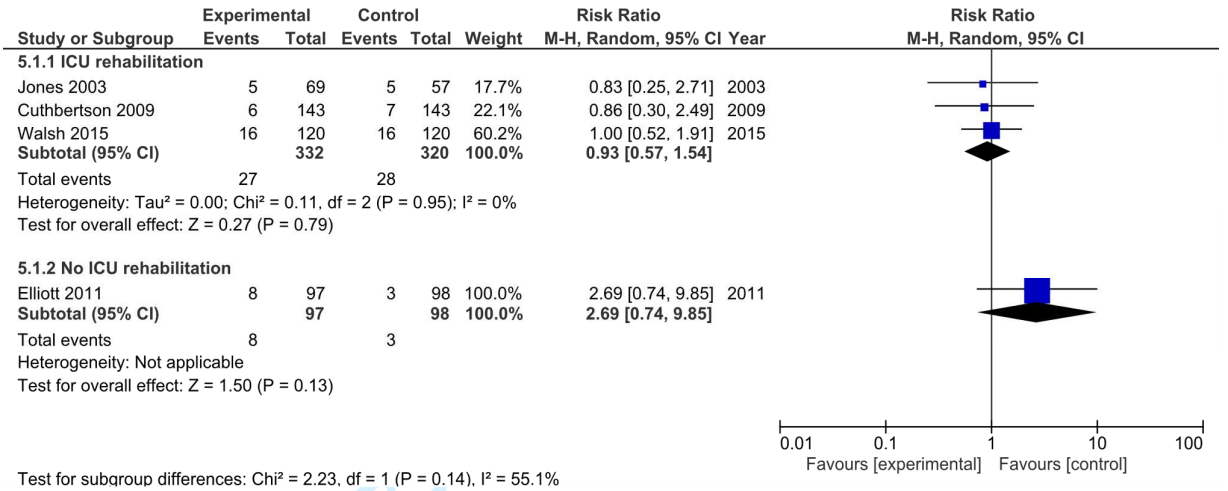 Experimental Control Risk Ratio Risk Ratio
Study or Subgroup Events Total Events Total Weight M-H, Random, 95% CI Year M-H, Random, 95% CI
5.1.1 ICU rehabilitation
Jones 2003 5 69 5 57 17.7% 0.83 [0.25, 2.71] 2003
Cuthbertson 2009 6 143 7 143 22.1% 0.86 [0.30, 2.49] 2009
Walsh 2015 16 120 16 120 60.2% 1.00 [0.52, 1.91] 2015
Subtotal (95% CI) 332 320 100.0% 0.93 [0.57, 1.54]
Total events 27 28
Heterogeneity: Tau² = 0.00; Chi² = 0.11, df = 2 (P = 0.95); I² = 0%
Test for overall effect: Z = 0.27 (P = 0.79)
5.1.2 No ICU rehabilitation
Elliott 2011 8 97 3 98 100.0% 2.69 [0.74, 9.85] 2011
Subtotal (95% CI) 97 98 100.0% 2.69 [0.74, 9.85]
Total events 8 3
Heterogeneity: Not applicable
Test for overall effect: Z = 1.50 (P = 0.13)
0.01 0.1 1 10 100
Favours [experimental] Favours [control]
Test for subgroup differences: Chi² = 2.23, df = 1 (P = 0.14), I² = 55.1%